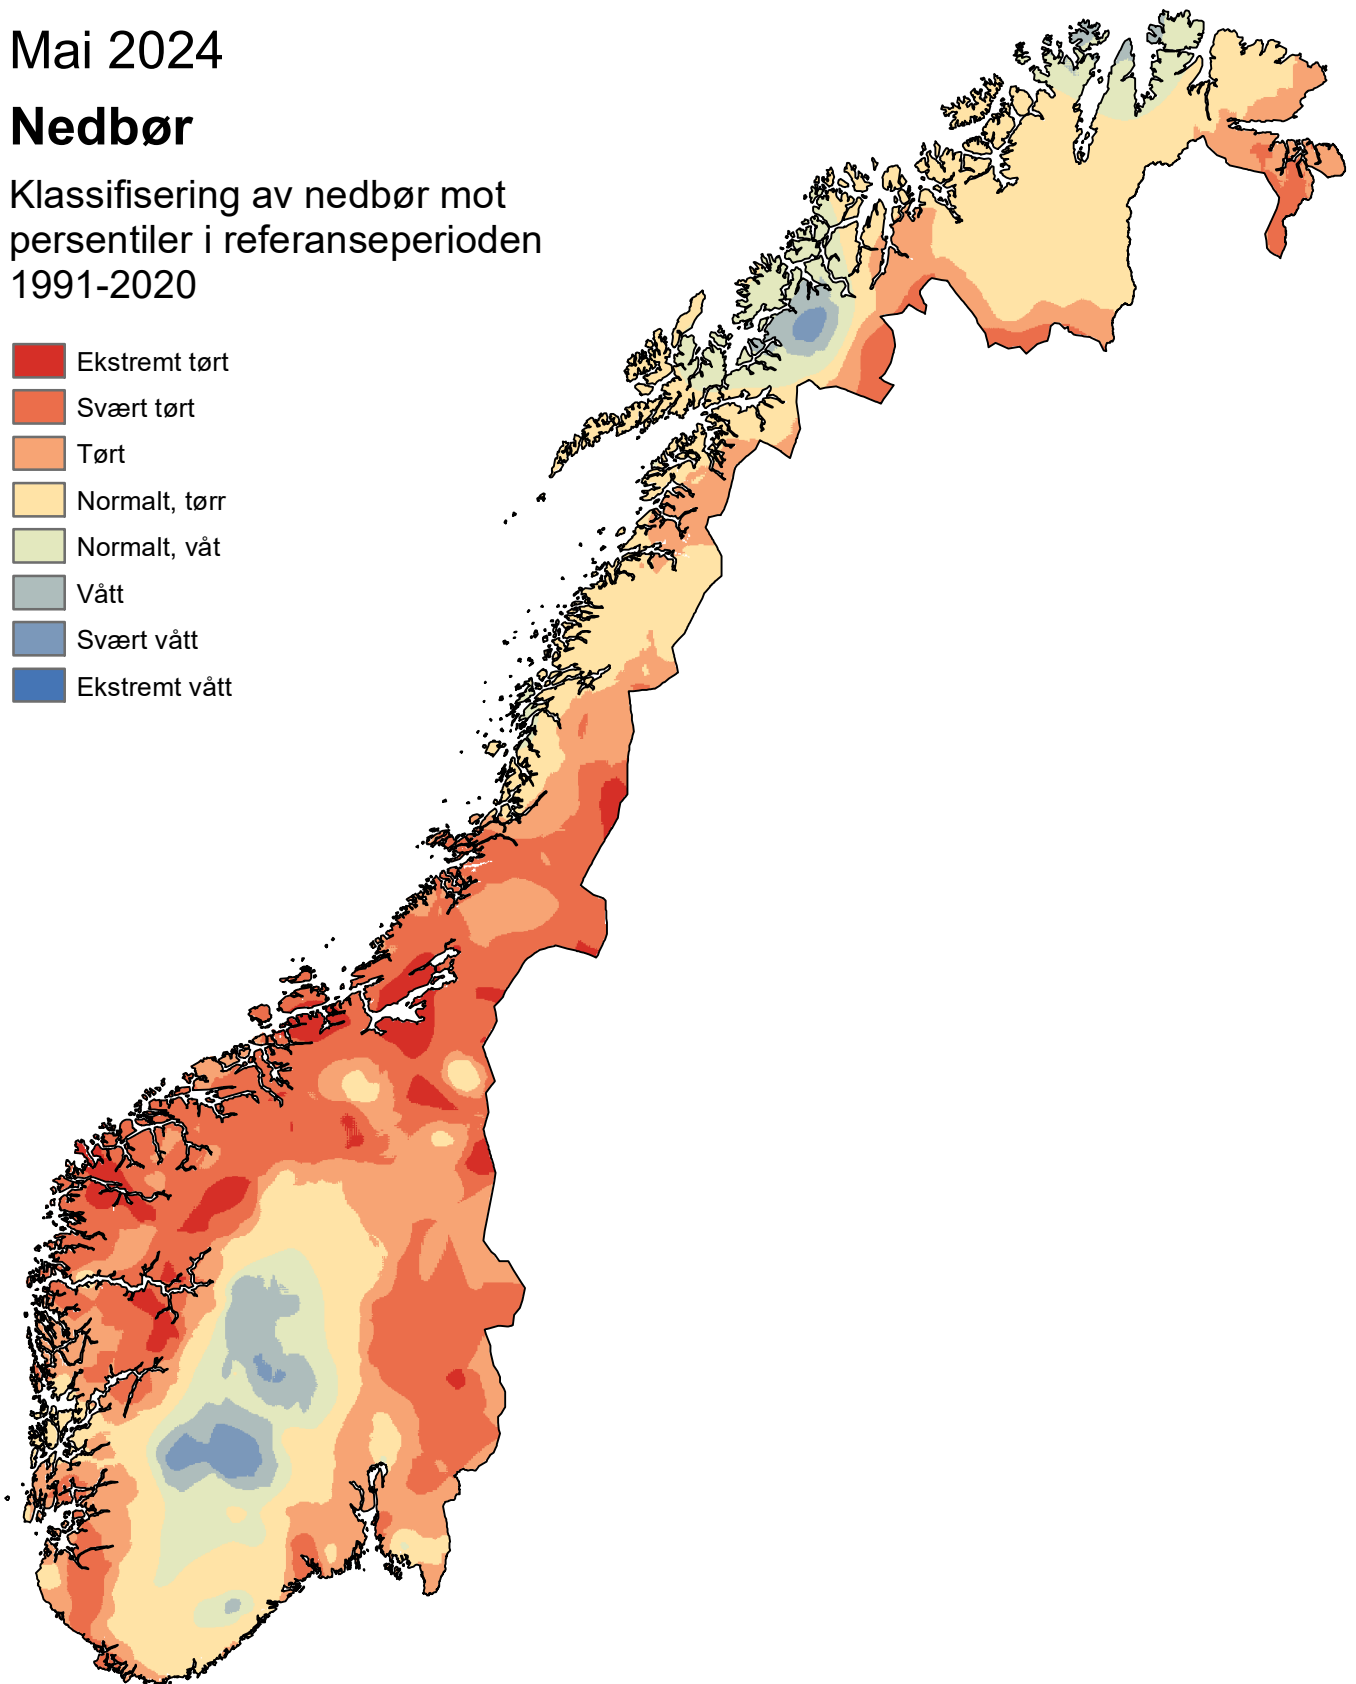 Mai 2024
Nedbør
Klassifisering av nedbør mot
persentiler i referanseperioden
1991-2020
Ekstremt tørt
Svært tørt
Tørt
Normalt, tørr
Normalt, våt
Vått
Svært vått
Ekstremt vått